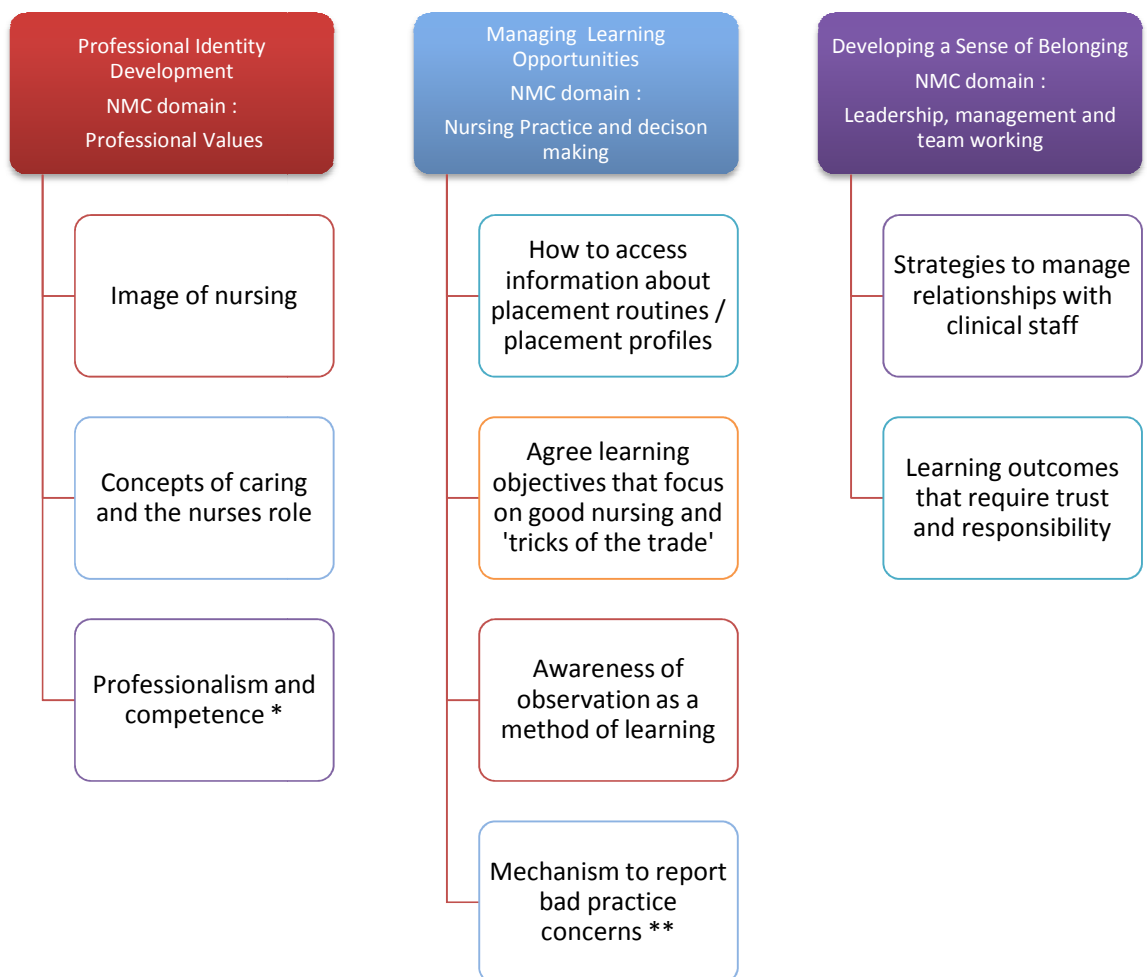 Professional Identity
Development
NMC domain :
Professional Values
Image of nursing
Concepts of caring
and the nurses role
Professionalism and
competence *
Managing  Learning
Opportunities
NMC domain :
Nursing Practice and decison
making
How to access
information about
placement routines /
placement profiles
Agree learning
objectives that focus
on good nursing and
'tricks of the trade'
Awareness of
observation as a
method of learning
Mechanism to report
bad practice
concerns **
Developing a Sense of Belonging
NMC domain :
Leadership, management and
team working
Strategies to manage
relationships with
clinical staff
Learning outcomes
that require trust
and responsibility